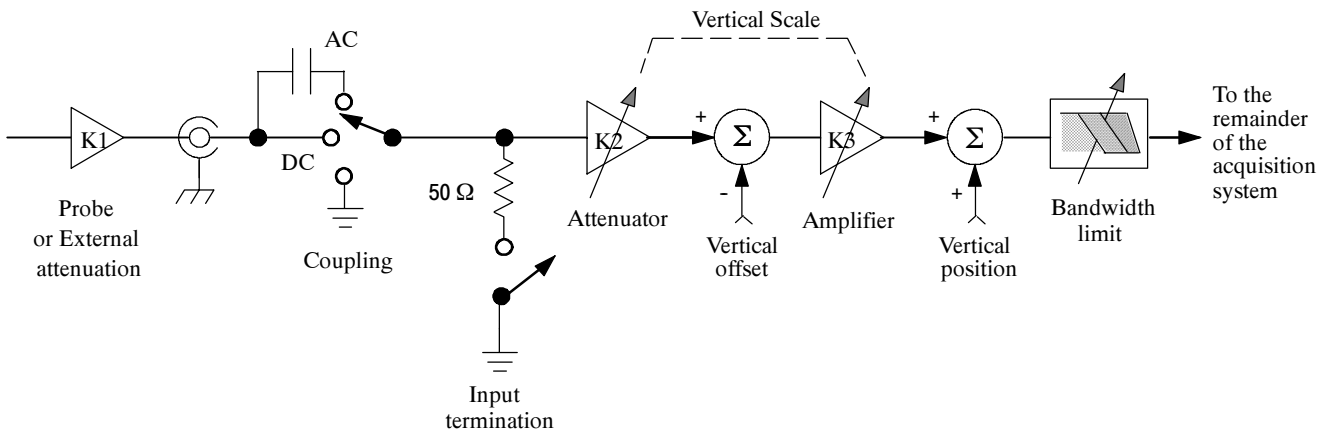 Vertical Scale
AC
DC
K1
Probe
or External
attenuation
Coupling
50 Ω
Input
termination
K2
Attenuator
+
Σ
-
Vertical
offset
K3
Amplifier
+
Σ
+
Vertical
position
Bandwidth
limit
To the
remainder
of the
acquisition
system